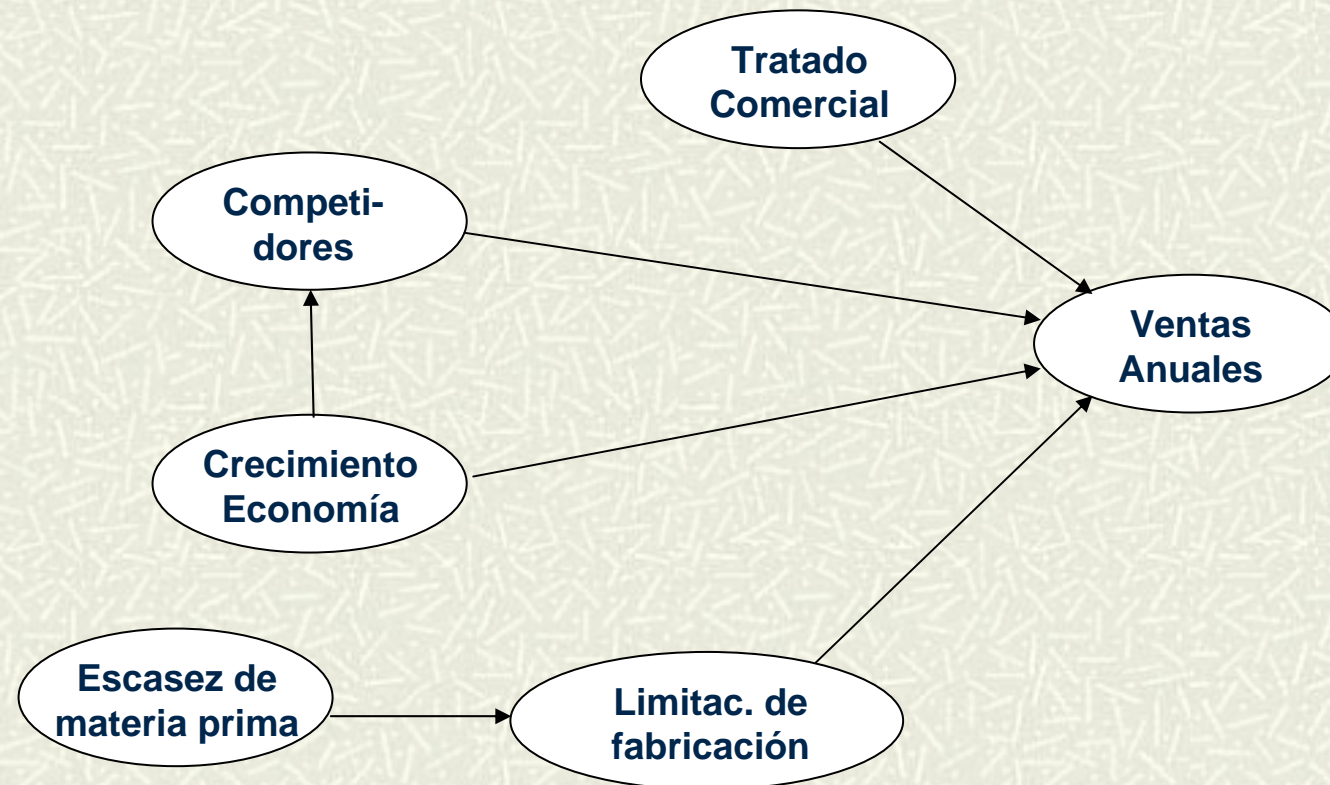 Tratado
Comercial
Competi-
dores
Ventas
Anuales
Crecimiento
Economía
Escasez de
materia prima
Limitac. de
fabricación